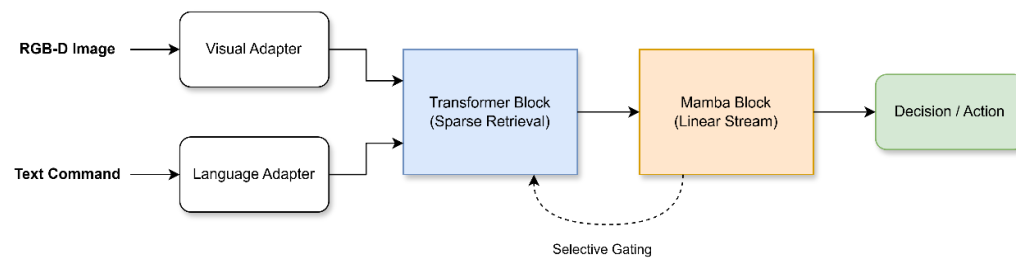 RGB-D Image
Visual Adapter
Text Command
Language Adapter
Transformer Block
(Sparse Retrieval)
Mamba Block
(Linear Stream)
Decision / Action
Selective Gating